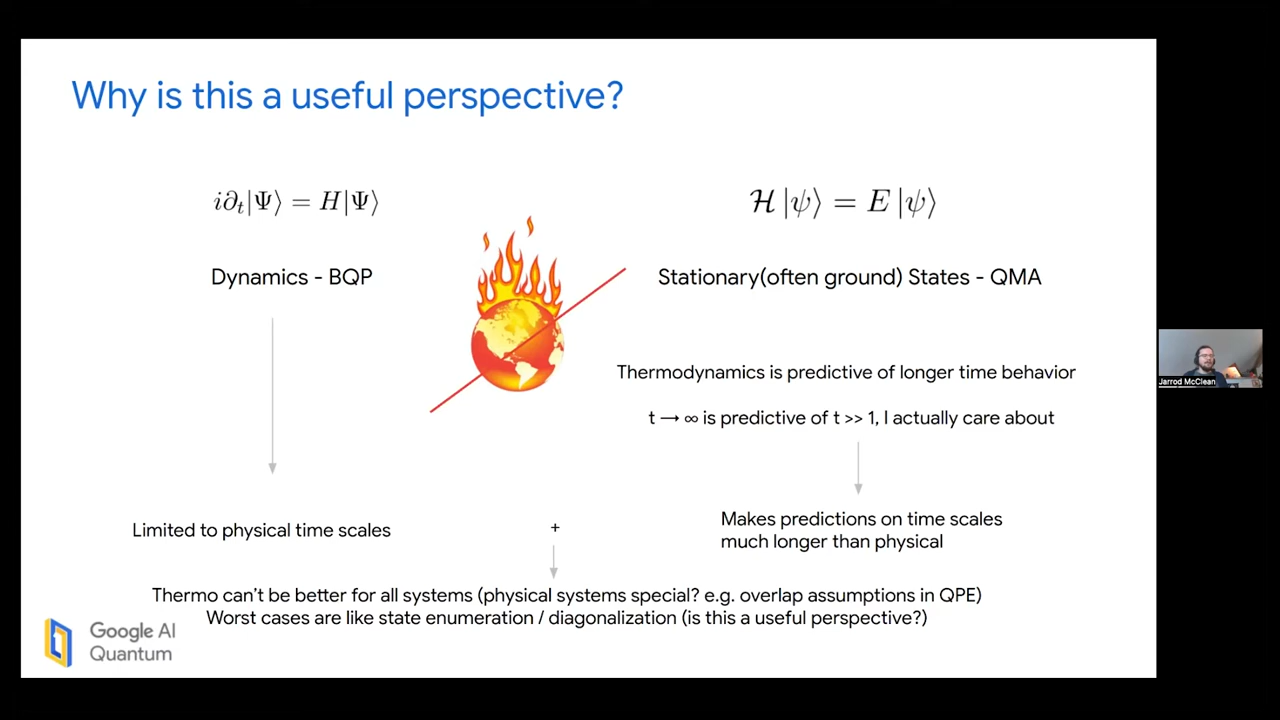 Why is this a useful perspective?
i∂ₜ|Ψ⟩ = H|Ψ⟩
ℋ|ψ⟩ = E|ψ⟩
Dynamics - BQP
Stationary(often ground) States - QMA
Thermodynamics is predictive of longer time behavior
t → ∞ is predictive of t >> 1, I actually care about
Limited to physical time scales
+
Makes predictions on time scales
much longer than physical
Thermo can't be better for all systems (physical systems special? e.g. overlap assumptions in QPE)
Worst cases are like state enumeration / diagonalization (is this a useful perspective?)
Google AI
Quantum
Jarrod McClean